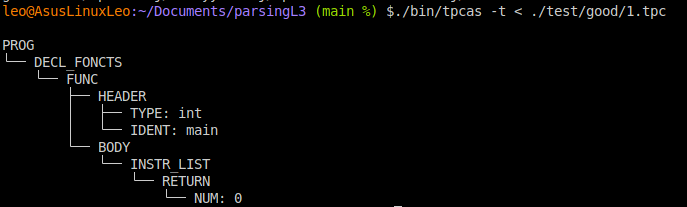 leo@AsusLinuxLeo:~/Documents/parsingL3 (main %) $./bin/tpcas -t < ./test/good/1.tpc
PROG
└── DECL_FONCTS
    └── FUNC
        ├── HEADER
        │   ├── TYPE: int
        │   └── IDENT: main
        └── BODY
            └── INSTR_LIST
                └── RETURN
                    └── NUM: 0